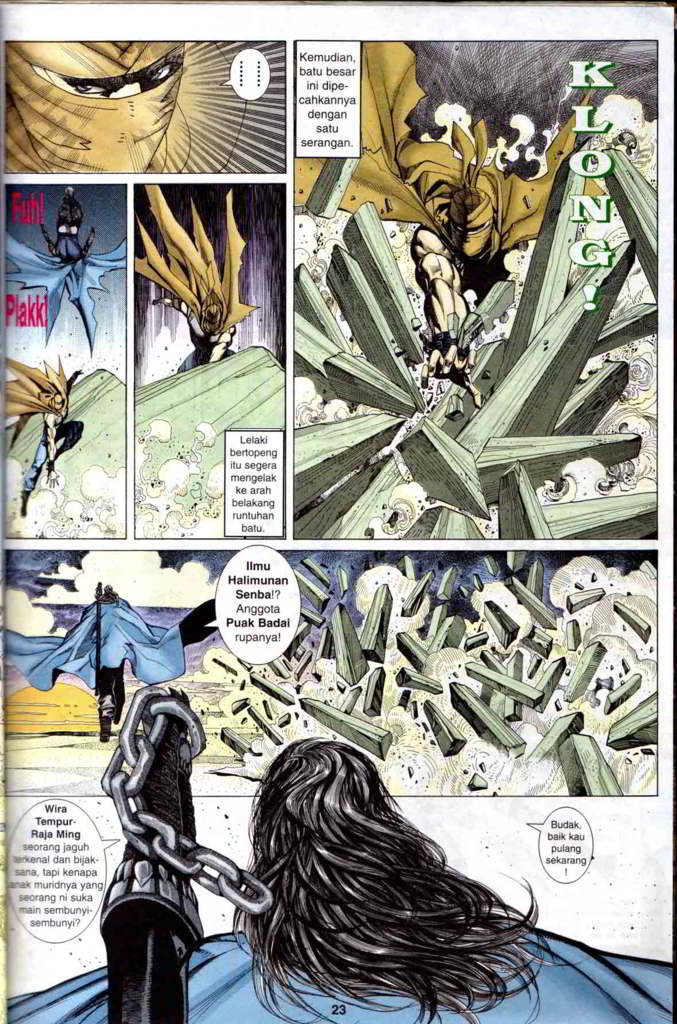 ......
Kemudian,
batu besar
ini dipe-
cahkannya
dengan
satu
serangan.
KLONG!
Fuh!
Plakk!
Lelaki
bertopeng
itu segera
mengelak
ke arah
belakang
runtuhan
batu.
Ilmu
Halimunan
Senba!?
Anggota
Puak Badai
rupanya!
Wira
Tempur-
Raja Ming
seorang jaguh
terkenal dan bijak-
sana, tapi kenapa
anak muridnya yang
seorang ni suka
main sembunyi-
sembunyi?
Budak,
baik kau
pulang
sekarang
!
23